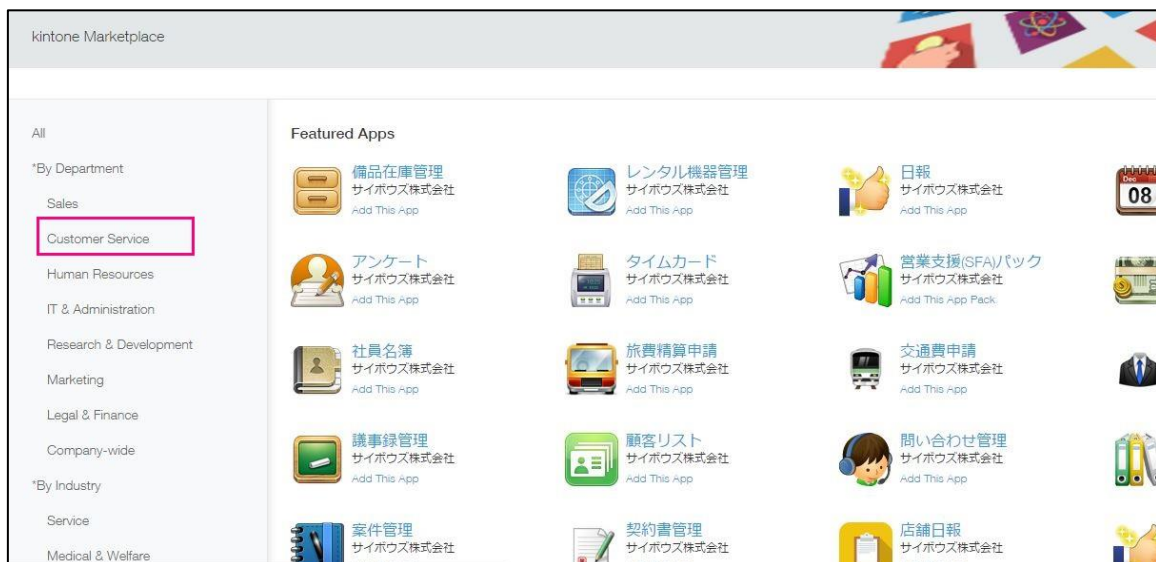 kintone Marketplace
All
*By Department
Sales
Customer Service
Human Resources
IT & Administration
Research & Development
Marketing
Legal & Finance
Company-wide
*By Industry
Service
Medical & Welfare
Featured Apps
備品在庫管理
サイボウズ株式会社
Add This App
レンタル機器管理
サイボウズ株式会社
Add This App
日報
サイボウズ株式会社
Add This App
Dec
08
アンケート
サイボウズ株式会社
Add This App
タイムカード
サイボウズ株式会社
Add This App
営業支援(SFA)パック
サイボウズ株式会社
Add This App Pack
社員名簿
サイボウズ株式会社
Add This App
旅費精算申請
サイボウズ株式会社
Add This App
交通費申請
サイボウズ株式会社
Add This App
議事録管理
サイボウズ株式会社
Add This App
顧客リスト
サイボウズ株式会社
Add This App
問い合わせ管理
サイボウズ株式会社
Add This App
案件管理
サイボウズ株式会社
契約書管理
サイボウズ株式会社
店舗日報
サイボウズ株式会社